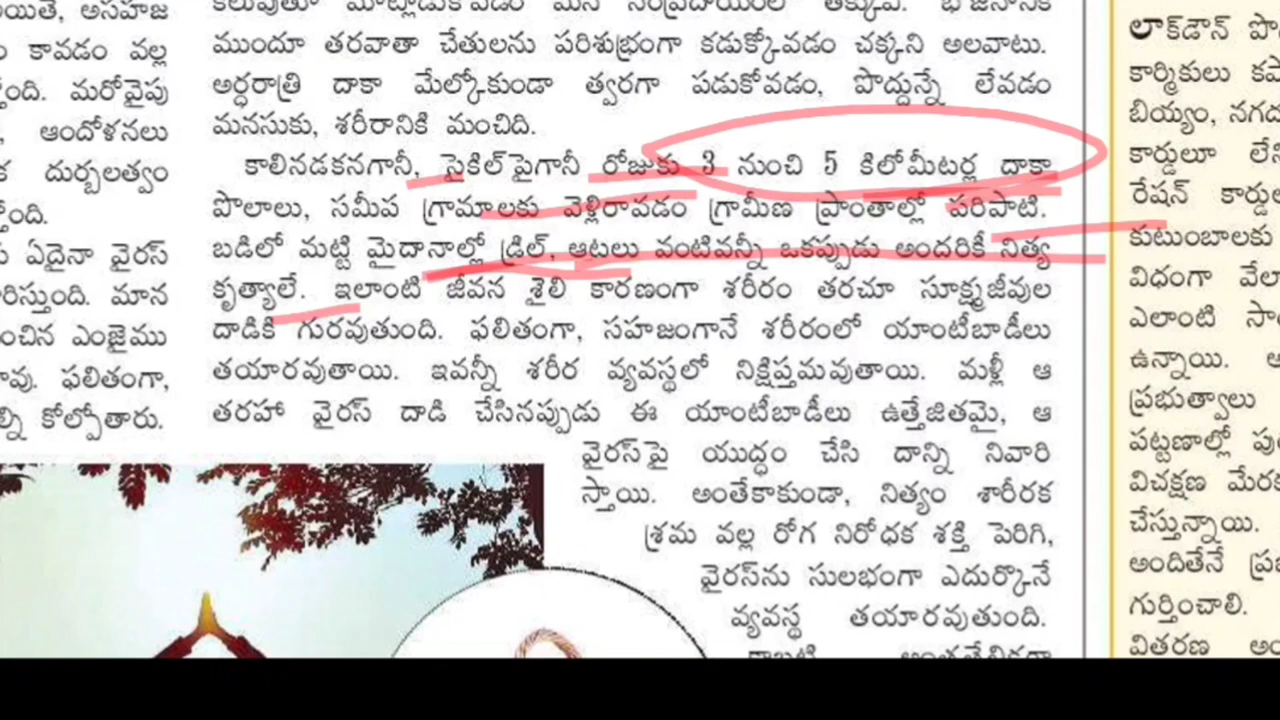 అయితే, అసహజ
కావడం వల్ల
తోంది. మరోవైపు
ఆందోళనలు
క దుర్బలత్వం
తోంది.
ఏదైనా వైరస్
రిస్తుంది. మాన
ంచిన ఎంజైము
ావు. ఫలితంగా,
ల్ని కోల్పోతారు.
ముందూ తరవాతా చేతులను పరిశుభ్రంగా కడుక్కోవడం చక్కని అలవాటు.
అర్ధరాత్రి దాకా మేల్కోకుండా త్వరగా పడుకోవడం, పొద్దున్నే లేవడం
మనసుకు, శరీరానికి మంచిది.
కాలినడకనగానీ, సైకిల్‌పైగానీ రోజుకు 3 నుంచి 5 కిలోమీటర్ల దాకా
పొలాలు, సమీప గ్రామాలకు వెళ్లిరావడం గ్రామీణ ప్రాంతాల్లో పరిపాటి.
బడిలో మట్టి మైదానాల్లో డ్రిల్, ఆటలు వంటివన్నీ ఒకప్పుడు అందరికీ నిత్య
కృత్యాలే. ఇలాంటి జీవన శైలి కారణంగా శరీరం తరచూ సూక్ష్మజీవుల
దాడికి గురవుతుంది. ఫలితంగా, సహజంగానే శరీరంలో యాంటీబాడీలు
తయారవుతాయి. ఇవన్నీ శరీర వ్యవస్థలో నిక్షిప్తమవుతాయి. మళ్లీ ఆ
తరహా వైరస్ దాడి చేసినప్పుడు ఈ యాంటీబాడీలు ఉత్తేజితమై, ఆ
వైరస్‌పై యుద్ధం చేసి దాన్ని నివారి
స్తాయి. అంతేకాకుండా, నిత్యం శారీరక
శ్రమ వల్ల రోగ నిరోధక శక్తి పెరిగి,
వైరస్‌ను సులభంగా ఎదుర్కొనే
వ్యవస్థ తయారవుతుంది.
లాక్‌డౌన్
కార్మికులు
బియ్యం, నగదు
కార్డులూ
రేషన్ కార్డుల
కుటుంబాలకు
విధంగా
ఎలాంటి
ఉన్నాయి.
ప్రభుత్వాలు
పట్టణాల్లో
విచక్షణ మేరకు
చేస్తున్నాయి.
అందితేనే
గుర్తించాలి.
వితరణ